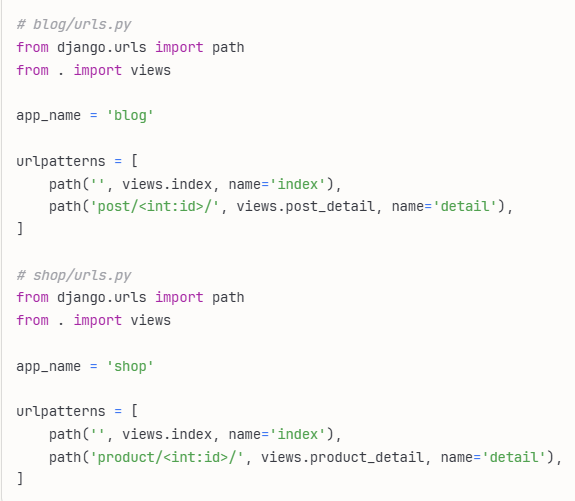 # blog/urls.py
from django.urls import path
from . import views

app_name = 'blog'

urlpatterns = [
    path('', views.index, name='index'),
    path('post/<int:id>/', views.post_detail, name='detail'),
]

# shop/urls.py
from django.urls import path
from . import views

app_name = 'shop'

urlpatterns = [
    path('', views.index, name='index'),
    path('product/<int:id>/', views.product_detail, name='detail'),
]